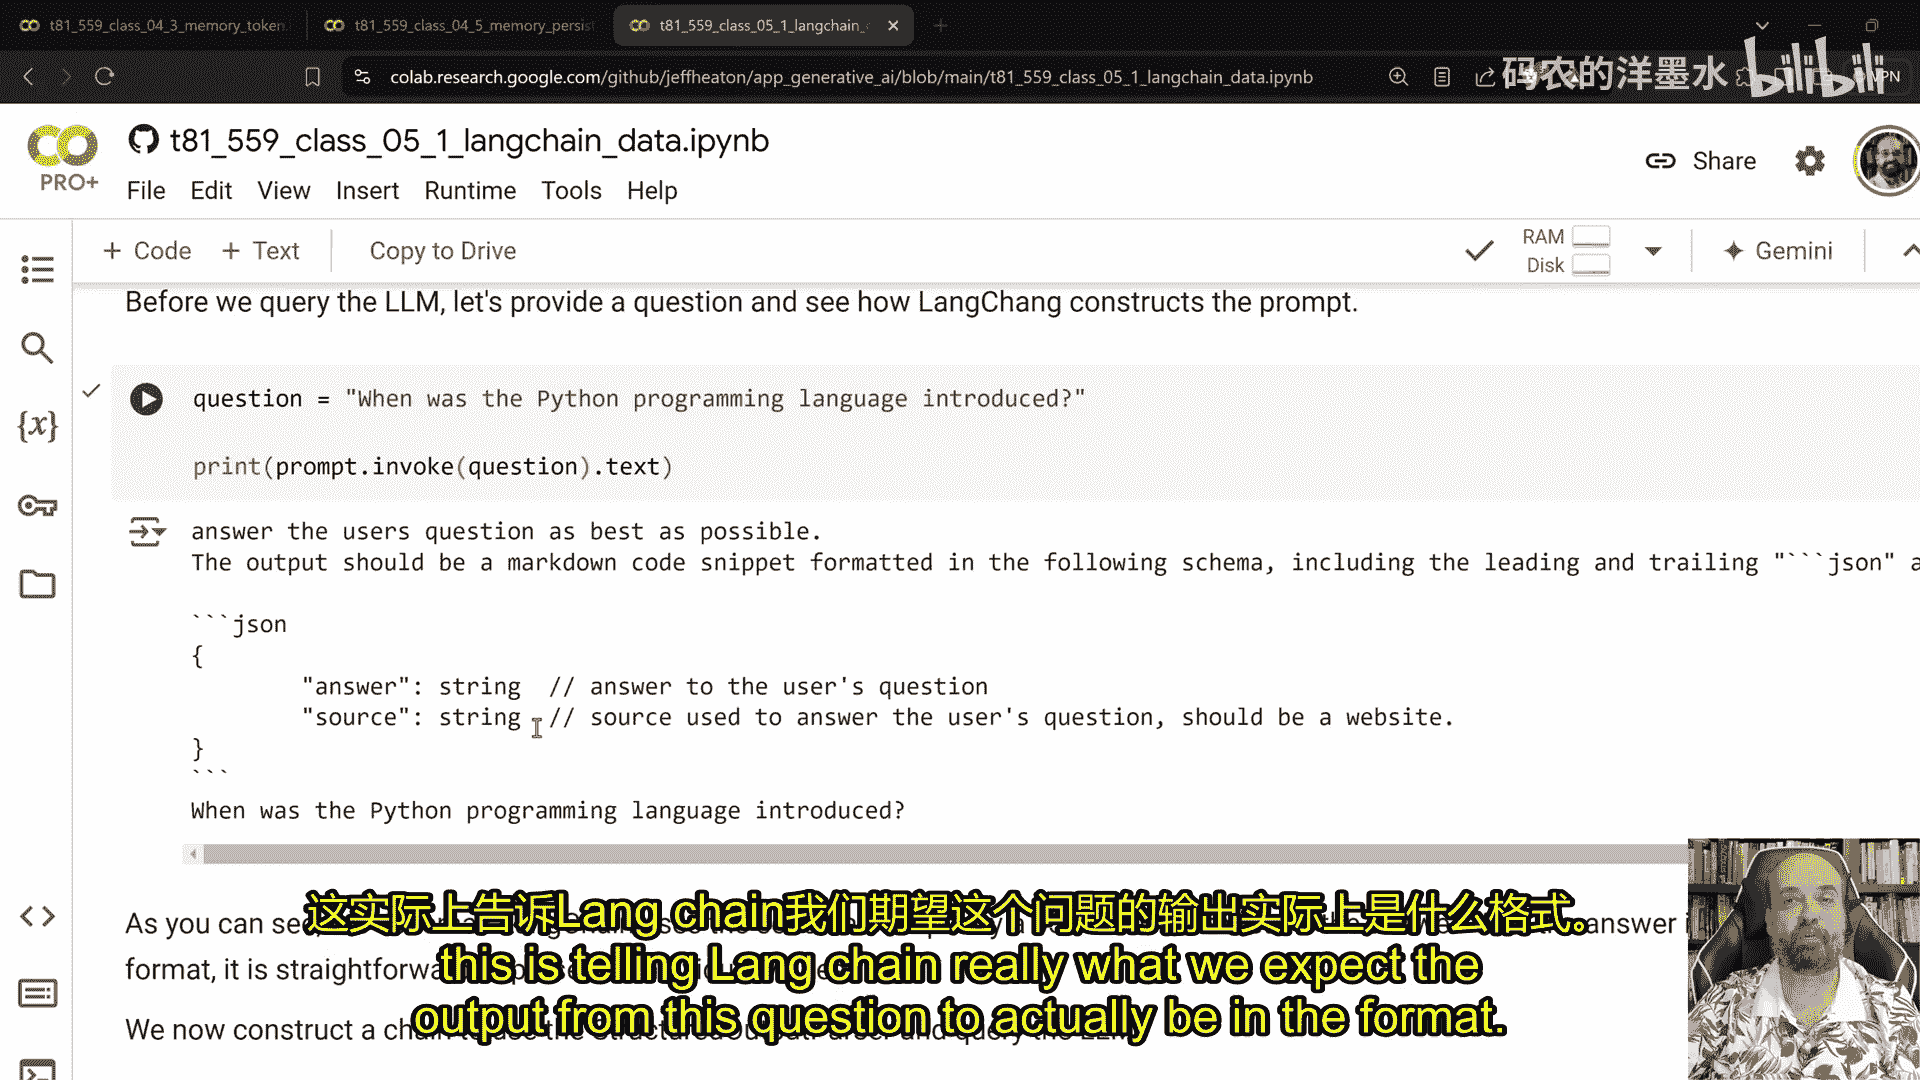 t81_559_class_04_3_memory_token
t81_559_class_04_5_memory_persist
t81_559_class_05_1_langchain_
colab.research.google.com/github/jeffheaton/app_generative_ai/blob/main/t81_559_class_05_1_langchain_data.ipynb
码农的洋墨水 bilibili
VPN
t81_559_class_05_1_langchain_data.ipynb
PRO+
File Edit View Insert Runtime Tools Help
Share
+ Code + Text Copy to Drive
RAM
Disk
Gemini
Before we query the LLM, let's provide a question and see how LangChang constructs the prompt.
question = "When was the Python programming language introduced?"
print(prompt.invoke(question).text)
answer the users question as best as possible.
The output should be a markdown code snippet formatted in the following schema, including the leading and trailing "```json" a
```json
{
"answer": string // answer to the user's question
"source": string // source used to answer the user's question, should be a website.
}
```
When was the Python programming language introduced?
As you can see, answer
format, it is straightforward
We now construct a chain
这实际上告诉Lang chain我们期望这个问题的输出实际上是什么格式。
this is telling Lang chain really what we expect the
output from this question to actually be in the format.